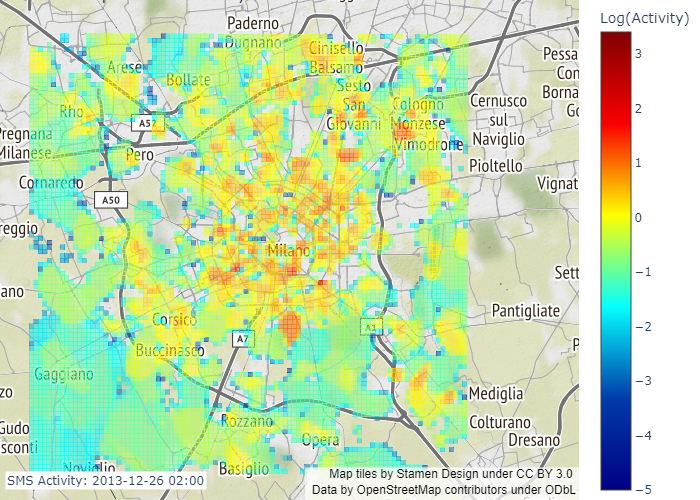 Log(Activity)
3
2
1
0
−1
−2
−3
−4
−5
Paderno
Dugnano
Cinisello
Balsamo
Pessa
Con
Arese
Bollate
Sesto
San
Giovanni
Borna
Go
Rho
A52
Cologno
Monzese
Cernusco
sul
Naviglio
Pregnana
Milanese
Pero
Vimodrone
Pioltello
Cornaredo
A50
Vignat
reggio
Milano
Sett
ano
Pantigliate
Corsico
A7
A1
Buccinasco
P
Gaggiano
zo
Mediglia
Gudo
sconti
Rozzano
Opera
Colturano
Dresano
Noviglio
Basiglio
SMS Activity: 2013-12-26 02:00
Map tiles by Stamen Design under CC BY 3.0
Data by OpenStreetMap contributors under ODbL